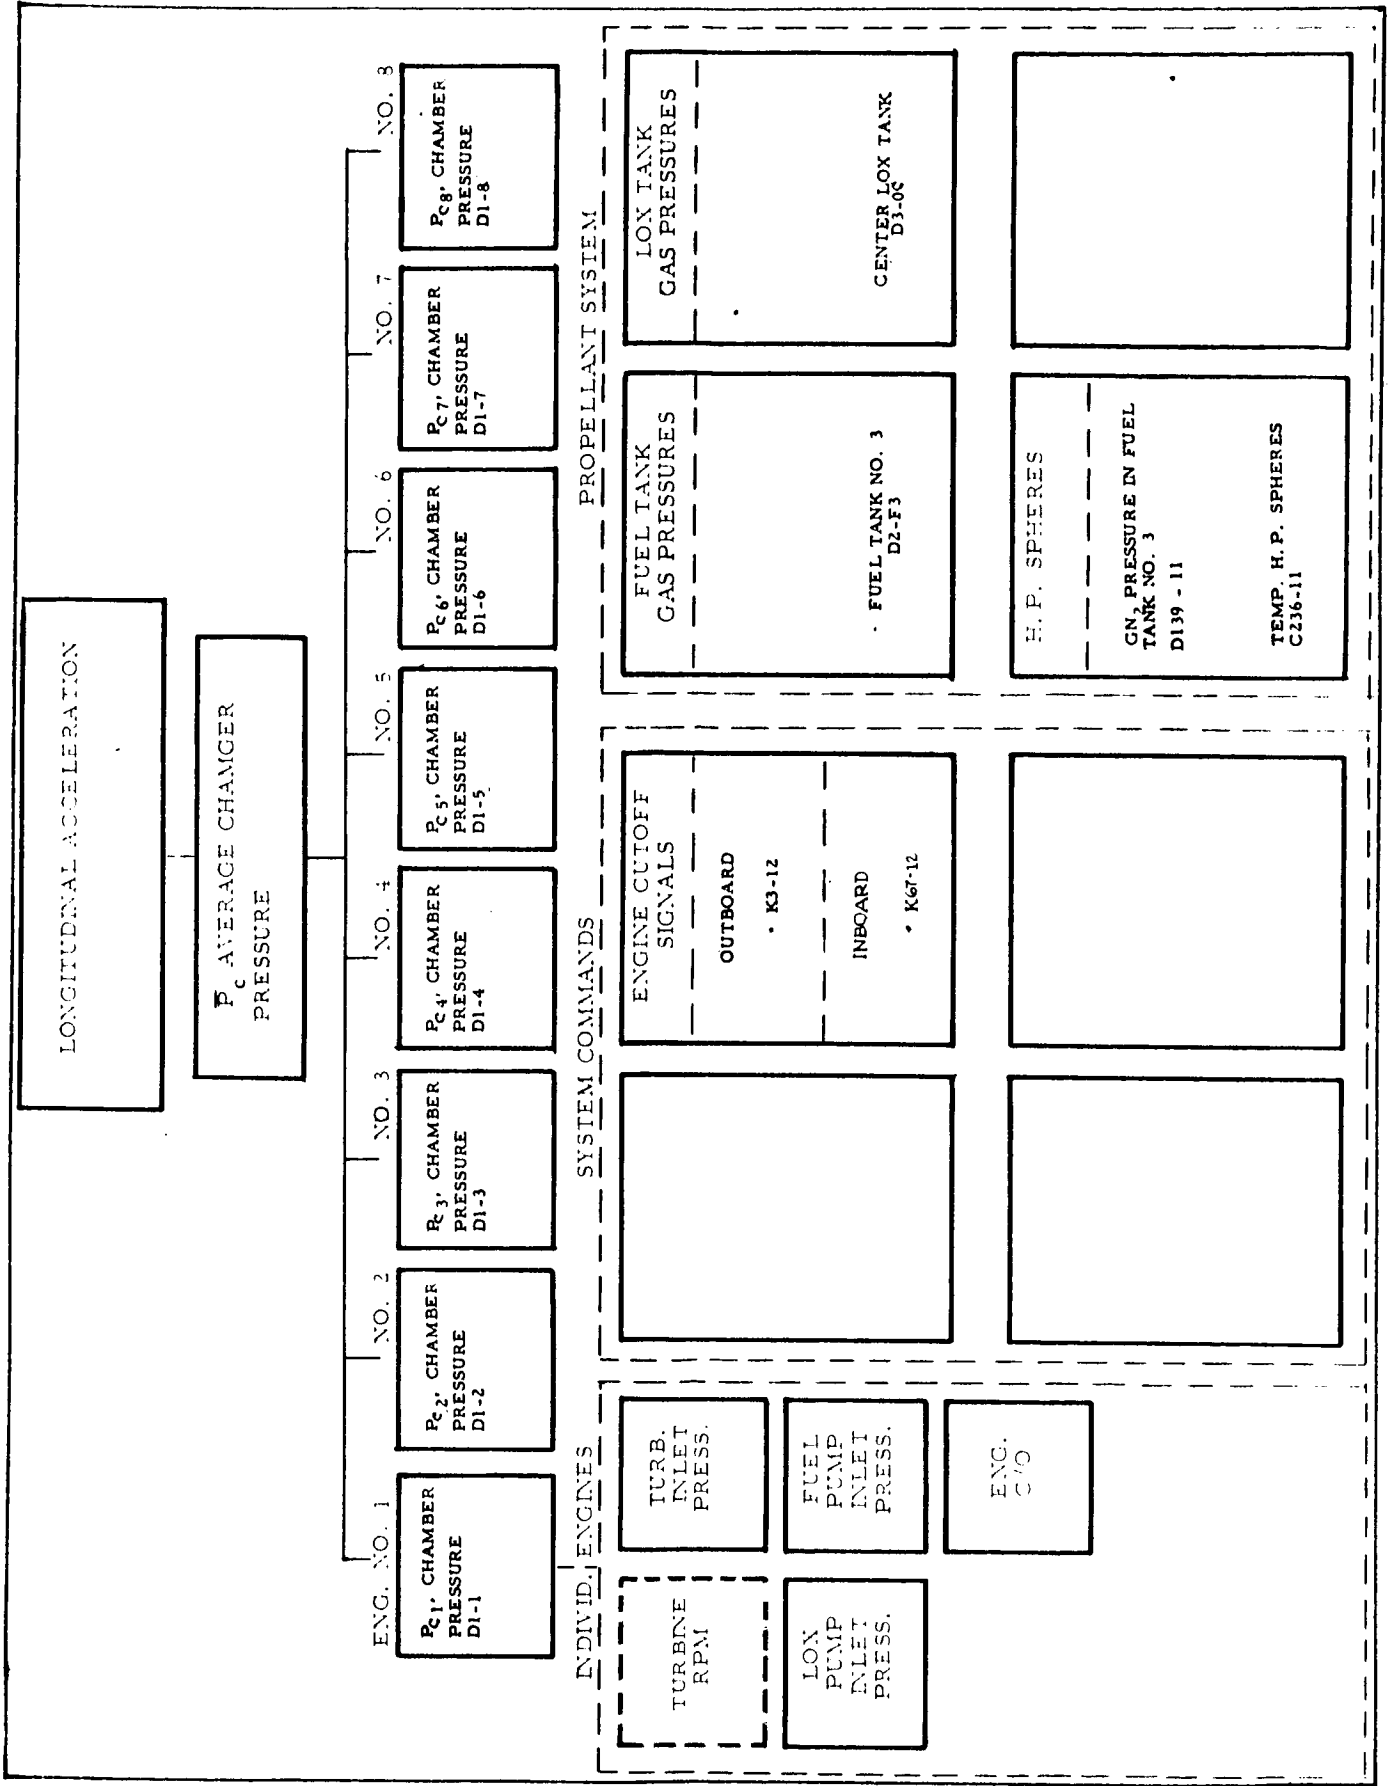 LONGITUDINAL ACCELERATION
P̅c AVERAGE CHAMGER
PRESSURE
ENG. NO. 1
NO. 2
NO. 3
NO. 4
NO. 5
NO. 6
NO. 7
NO. 8
Pc1, CHAMBER
PRESSURE
D1-1
Pc2, CHAMBER
PRESSURE
D1-2
Pc3, CHAMBER
PRESSURE
D1-3
Pc4, CHAMBER
PRESSURE
D1-4
Pc5, CHAMBER
PRESSURE
D1-5
Pc6, CHAMBER
PRESSURE
D1-6
Pc7, CHAMBER
PRESSURE
D1-7
Pc8, CHAMBER
PRESSURE
D1-8
INDIVID. ENGINES
TURBINE
RPM
TURB.
INLET
PRESS.
LOX
PUMP
INLET
PRESS.
FUEL
PUMP
INLET
PRESS.
ENG.
C/O
SYSTEM COMMANDS
ENGINE CUTOFF
SIGNALS
OUTBOARD
• K3-12
INBOARD
• K67-12
PROPELLANT SYSTEM
FUEL TANK
GAS PRESSURES
• FUEL TANK NO. 3
D2-F3
LOX TANK
GAS PRESSURES
CENTER LOX TANK
D3-0C
H. P. SPHERES
GN2 PRESSURE IN FUEL
TANK NO. 3
D139 - 11
TEMP. H. P. SPHERES
C236-11